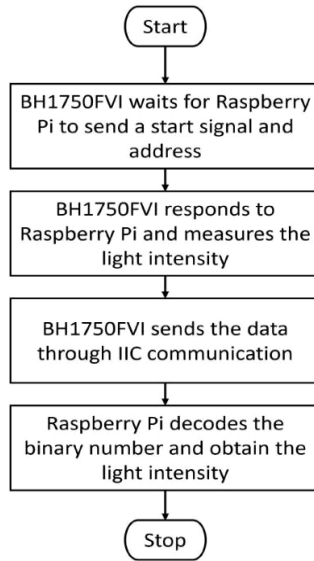 Start
BH1750FVI waits for Raspberry
Pi to send a start signal and
address
BH1750FVI responds to
Raspberry Pi and measures the
light intensity
BH1750FVI sends the data
through IIC communication
Raspberry Pi decodes the
binary number and obtain the
light intensity
Stop